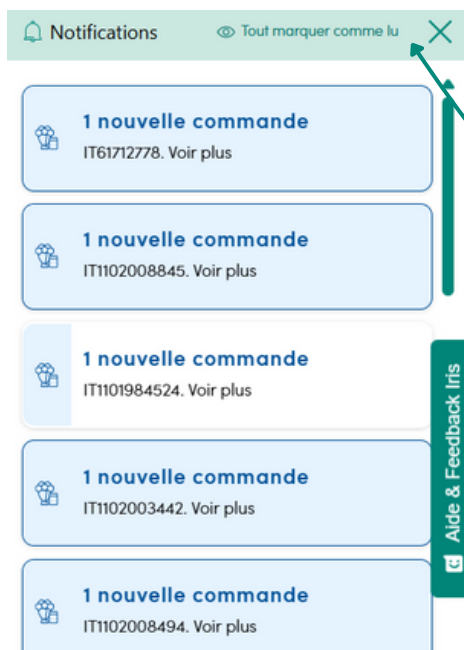 Notifications
Tout marquer comme lu
1 nouvelle commande
IT61712778. Voir plus
1 nouvelle commande
IT1102008845. Voir plus
1 nouvelle commande
IT1101984524. Voir plus
1 nouvelle commande
IT1102003442. Voir plus
1 nouvelle commande
IT1102008494. Voir plus
Aide & Feedback Iris